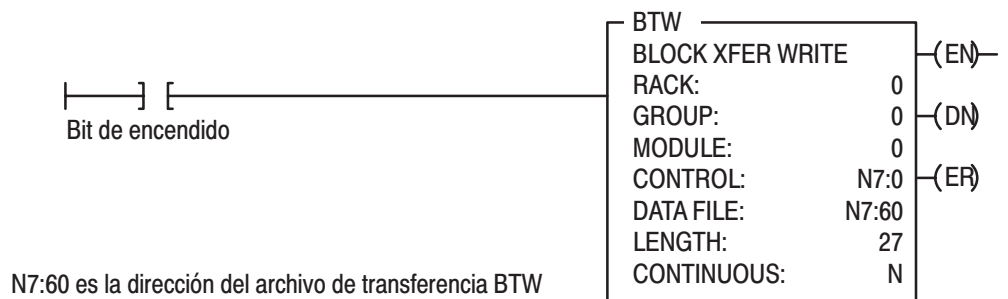 BTW
BLOCK XFER WRITE
(EN)
RACK: 0
GROUP: 0
(DN)
MODULE: 0
CONTROL: N7:0
(ER)
DATA FILE: N7:60
LENGTH: 27
CONTINUOUS: N
Bit de encendido
N7:60 es la dirección del archivo de transferencia BTW